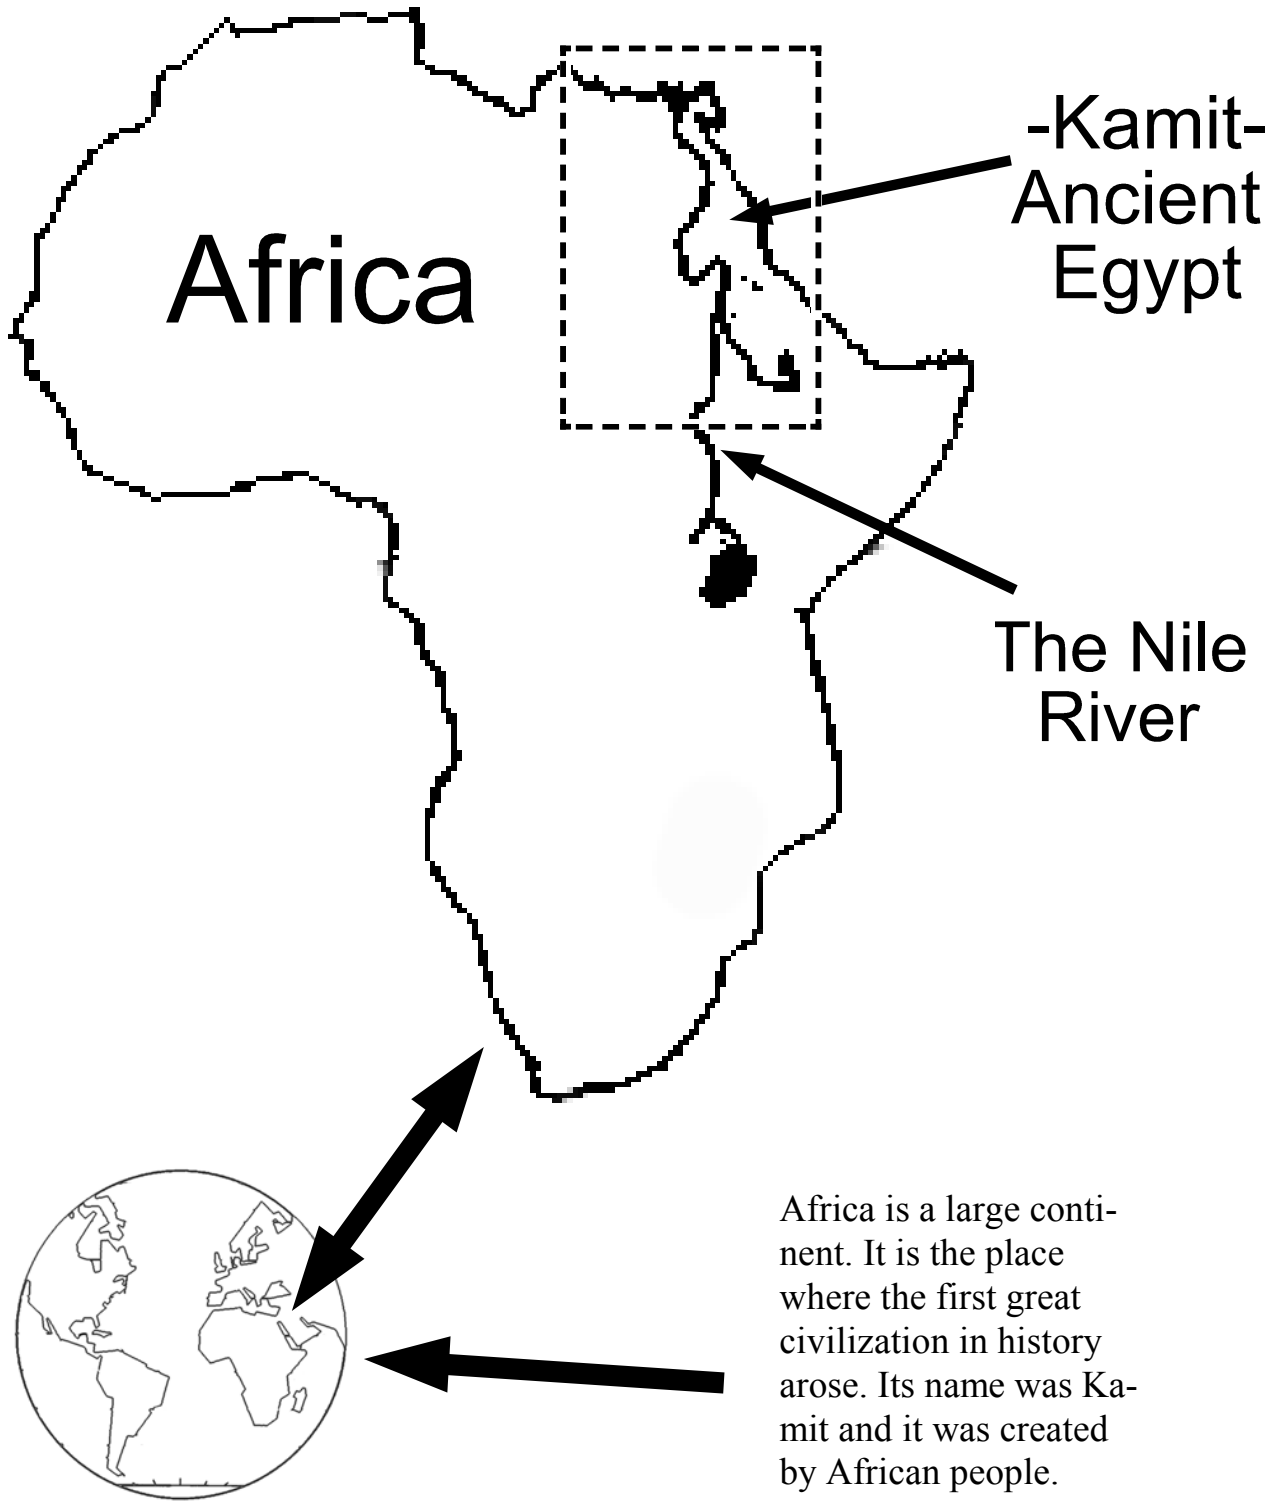 -Kamit-
Ancient
Egypt
Africa
The Nile
River
Africa is a large conti-
nent. It is the place
where the first great
civilization in history
arose. Its name was Ka-
mit and it was created
by African people.